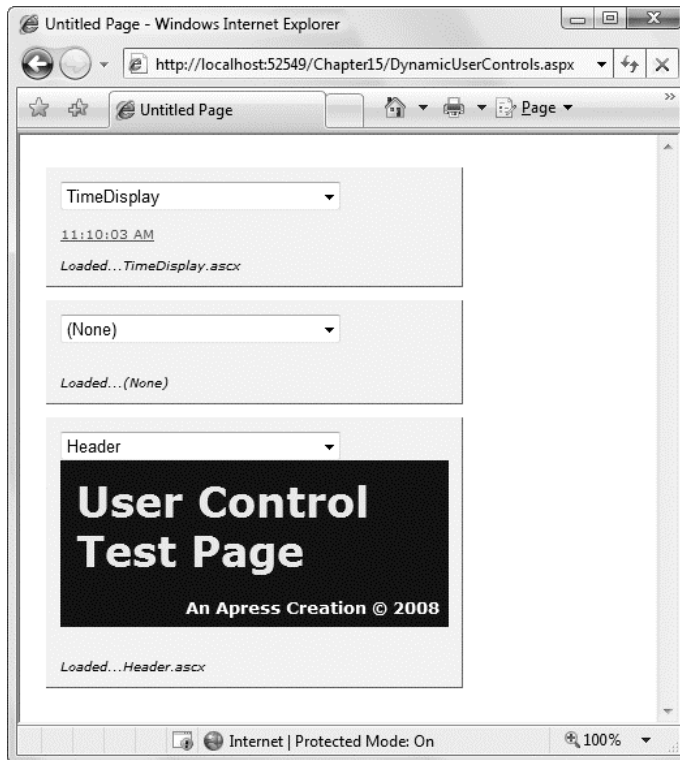 Untitled Page - Windows Internet Explorer
http://localhost:52549/Chapter15/DynamicUserControls.aspx
Untitled Page
Page
TimeDisplay
11:10:03 AM
Loaded...TimeDisplay.ascx
(None)
Loaded...(None)
Header
User Control
Test Page
An Apress Creation © 2008
Loaded...Header.ascx
Internet | Protected Mode: On
100%